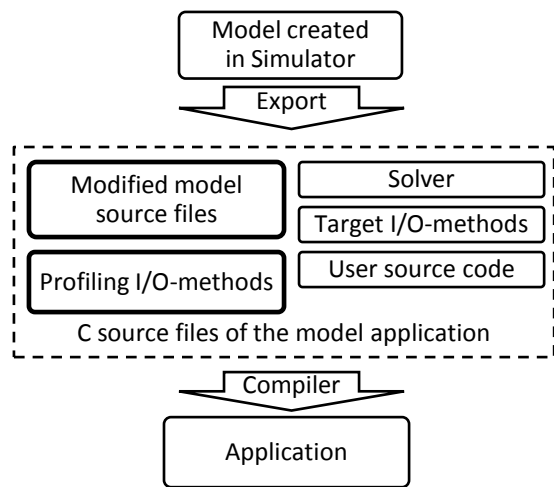 Model created
in Simulator
Export
Modified model
source files
Profiling I/O-methods
Solver
Target I/O-methods
User source code
C source files of the model application
Compiler
Application